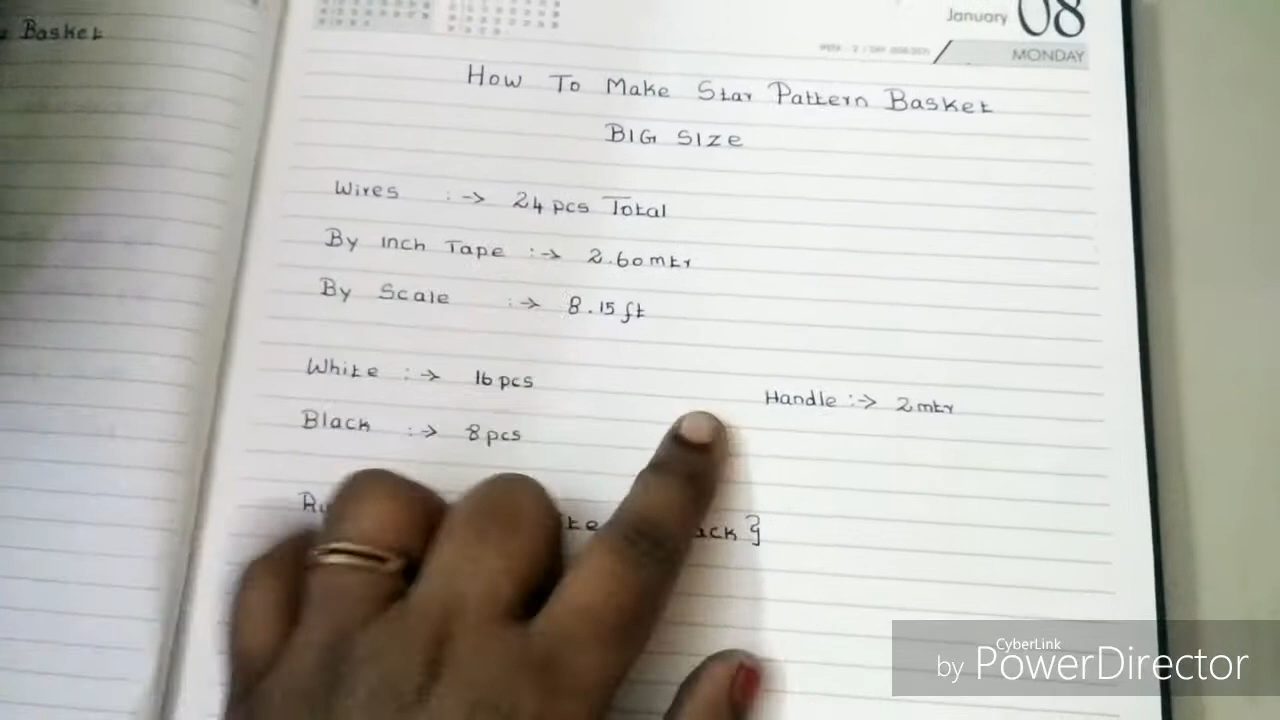 Basket
January 08
MONDAY
How To Make Star Pattern Basket
BIG SIZE
Wires :-> 24 pcs Total
By Inch Tape :-> 2.60 mtr
By Scale :-> 8.15 ft
White :-> 16 pcs
Handle :-> 2 mtr
Black :-> 8 pcs
CyberLink
by PowerDirector